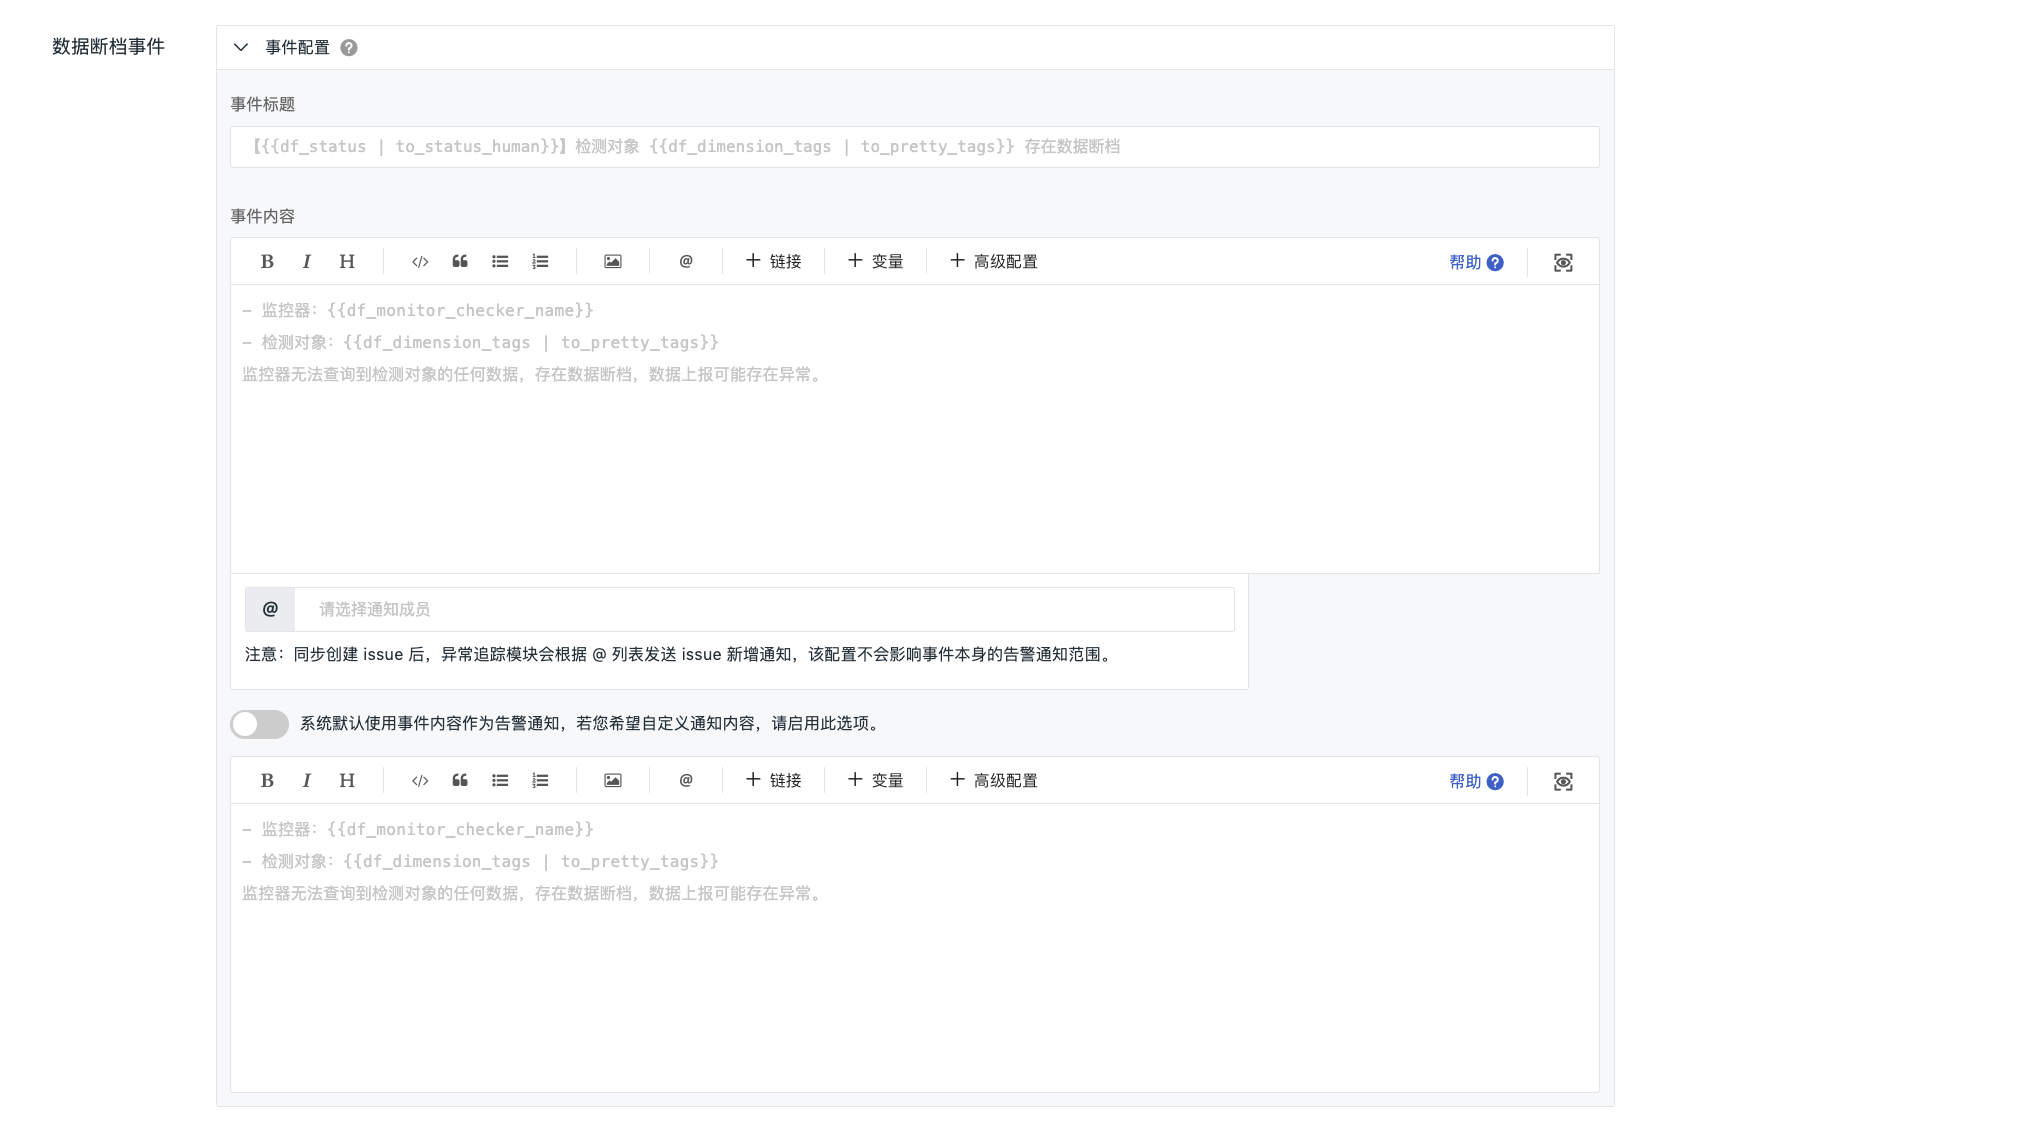 数据断档事件
事件配置 ?
事件标题
【{{df_status | to_status_human}}】检测对象 {{df_dimension_tags | to_pretty_tags}} 存在数据断档
事件内容
B I H </> @ + 链接 + 变量 + 高级配置 帮助 ?
- 监控器：{{df_monitor_checker_name}}
- 检测对象：{{df_dimension_tags | to_pretty_tags}}
监控器无法查询到检测对象的任何数据，存在数据断档，数据上报可能存在异常。
@ 请选择通知成员
注意：同步创建 issue 后，异常追踪模块会根据 @ 列表发送 issue 新增通知，该配置不会影响事件本身的告警通知范围。
系统默认使用事件内容作为告警通知，若您希望自定义通知内容，请启用此选项。
B I H </> @ + 链接 + 变量 + 高级配置 帮助 ?
- 监控器：{{df_monitor_checker_name}}
- 检测对象：{{df_dimension_tags | to_pretty_tags}}
监控器无法查询到检测对象的任何数据，存在数据断档，数据上报可能存在异常。